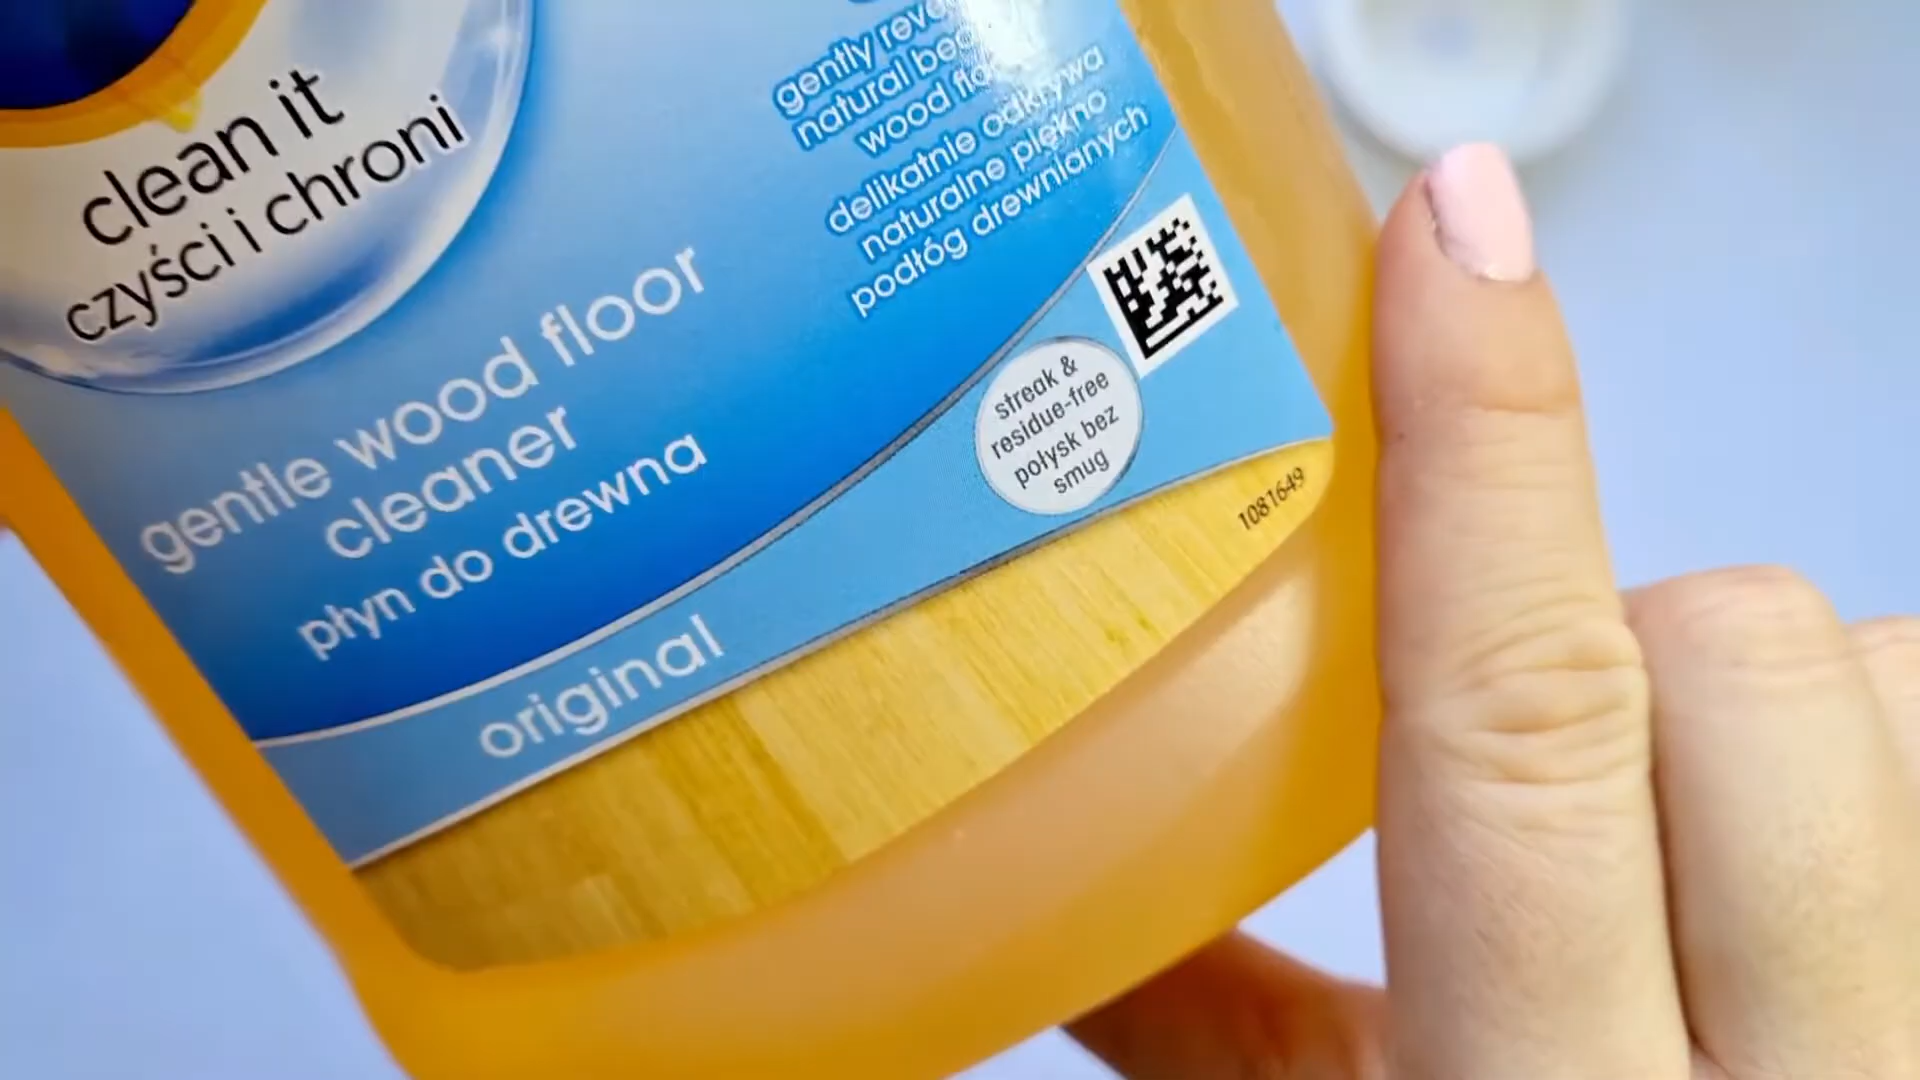 clean it
czyści i chroni
gently
natural
wood
delikatnie odkrywa
naturalne piękno
podłóg drewnianych
gentle wood floor
cleaner
płyn do drewna
streak &
residue-free
połysk bez
smug
original
1081649